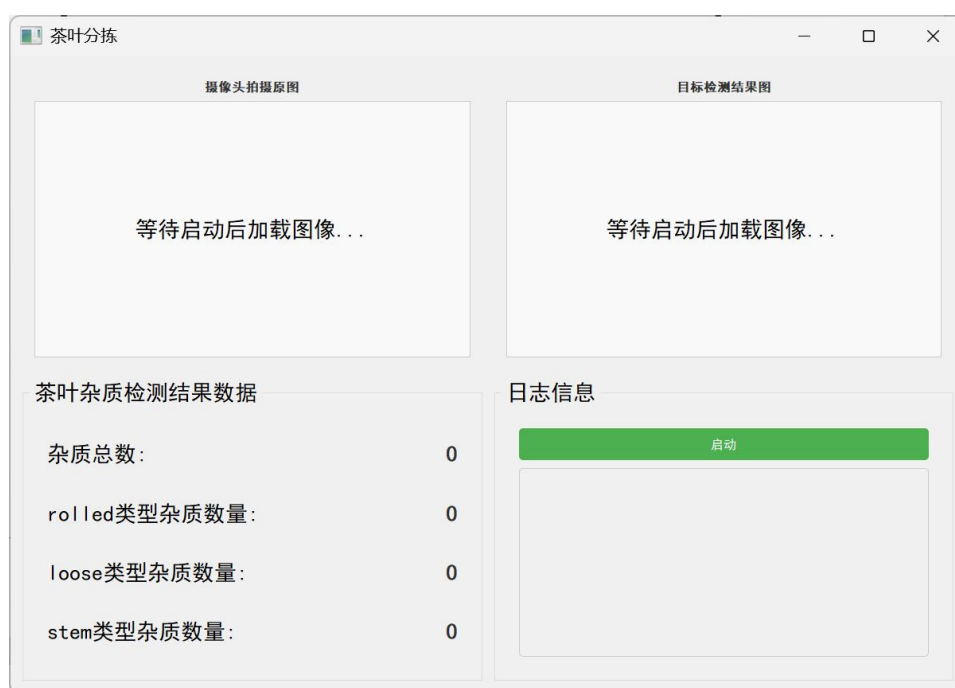 茶叶分拣
摄像头拍摄原图
目标检测结果图
等待启动后加载图像...
等待启动后加载图像...
茶叶杂质检测结果数据
杂质总数: 0
rolled类型杂质数量: 0
loose类型杂质数量: 0
stem类型杂质数量: 0
日志信息
启动